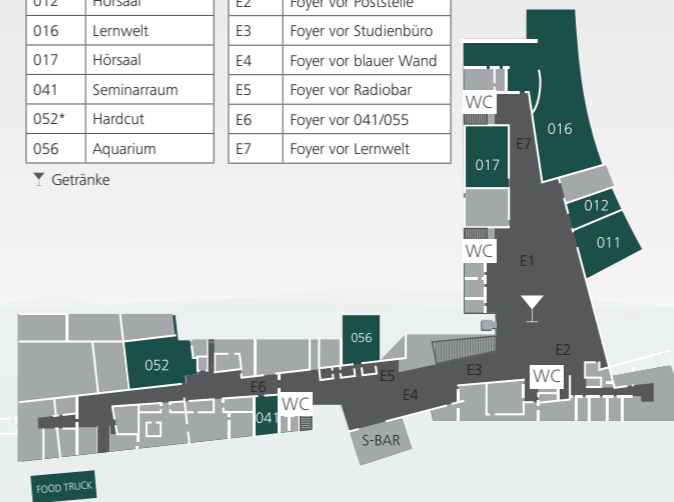 012 Hörsaal
016 Lernwelt
017 Hörsaal
041 Seminarraum
052* Hardcut
056 Aquarium
Getränke
E2 Foyer vor Poststelle
E3 Foyer vor Studienbüro
E4 Foyer vor blauer Wand
E5 Foyer vor Radiobar
E6 Foyer vor 041/055
E7 Foyer vor Lernwelt
WC
016
E7
017
012
WC
011
E1
056
E2
052
E3
E5
WC
E6
E4
WC
041
S-BAR
FOOD TRUCK